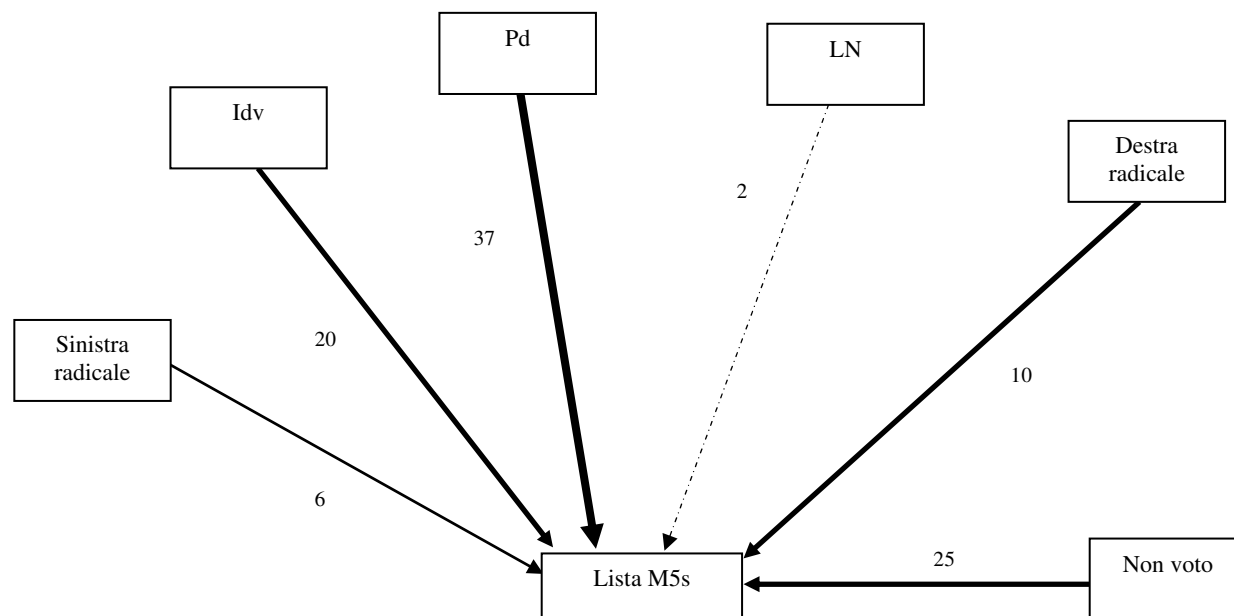 Pd
LN
Idv
Destra
radicale
2
37
20
Sinistra
radicale
10
6
25
Lista M5s
Non voto